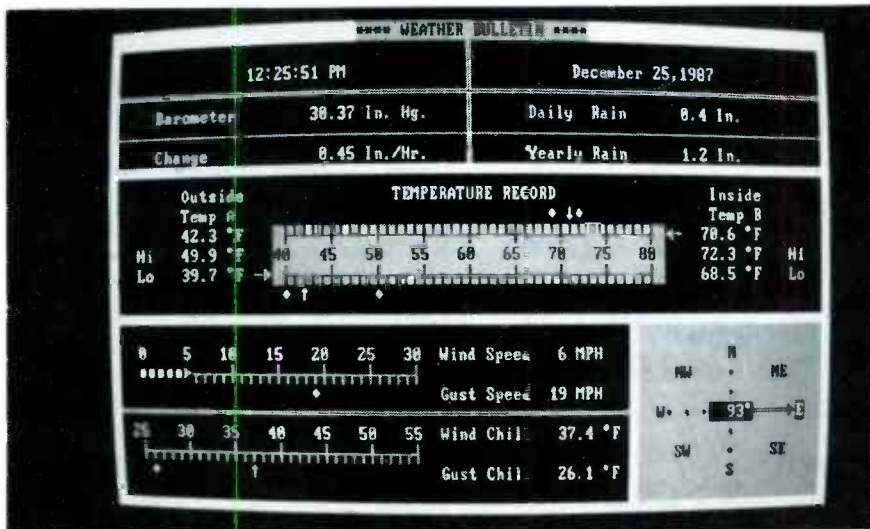 **** WEATHER BULLETIN ****
12:25:51 PM December 25,1987
Barometer 30.37 In. Hg. Daily Rain 0.4 In.
Change 0.45 In./Hr. Yearly Rain 1.2 In.
Outside TEMPERATURE RECORD Inside
Temp A Temp B
42.3 °F 70.6 °F
Hi 49.9 °F 40 45 50 55 60 65 70 75 80 72.3 °F Hi
Lo 39.7 °F 68.5 °F Lo
0 5 10 15 20 25 30 Wind Speed 6 MPH
Gust Speed 19 MPH
25 30 35 40 45 50 55 Wind Chil 37.4 °F
Gust Chil 26.1 °F
N
NW NE
W 93° E
SW SE
S